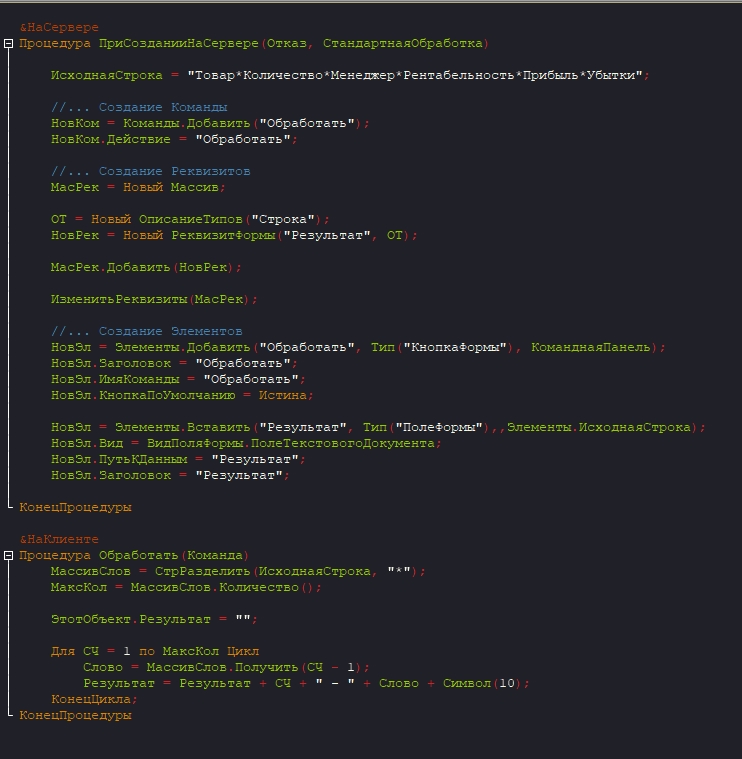 &НаСервере
Процедура ПриСозданииНаСервере(Отказ, СтандартнаяОбработка)
ИсходнаяСтрока = "Товар*Количество*Менеджер*Рентабельность*Прибыль*Убытки";
//... Создание Команды
НовКом = Команды.Добавить("Обработать");
НовКом.Действие = "Обработать";
//... Создание Реквизитов
МасРек = Новый Массив;
ОТ = Новый ОписаниеТипов("Строка");
НовРек = Новый РеквизитФормы("Результат", ОТ);
МасРек.Добавить(НовРек);
ИзменитьРеквизиты(МасРек);
//... Создание Элементов
НовЭл = Элементы.Добавить("Обработать", Тип("КнопкаФормы"), КоманднаяПанель);
НовЭл.Заголовок = "Обработать";
НовЭл.ИмяКоманды = "Обработать";
НовЭл.КнопкаПоУмолчанию = Истина;
НовЭл = Элементы.Вставить("Результат", Тип("ПолеФормы"),,Элементы.ИсходнаяСтрока);
НовЭл.Вид = ВидПоляФормы.ПолеТекстовогоДокумента;
НовЭл.ПутьКДанным = "Результат";
НовЭл.Заголовок = "Результат";
КонецПроцедуры
&НаКлиенте
Процедура Обработать(Команда)
МассивСлов = СтрРазделить(ИсходнаяСтрока, "*");
МаксКол = МассивСлов.Количество();
ЭтотОбъект.Результат = "";
Для СЧ = 1 по МаксКол Цикл
Слово = МассивСлов.Получить(СЧ - 1);
Результат = Результат + СЧ + " - " + Слово + Символ(10);
КонецЦикла;
КонецПроцедуры